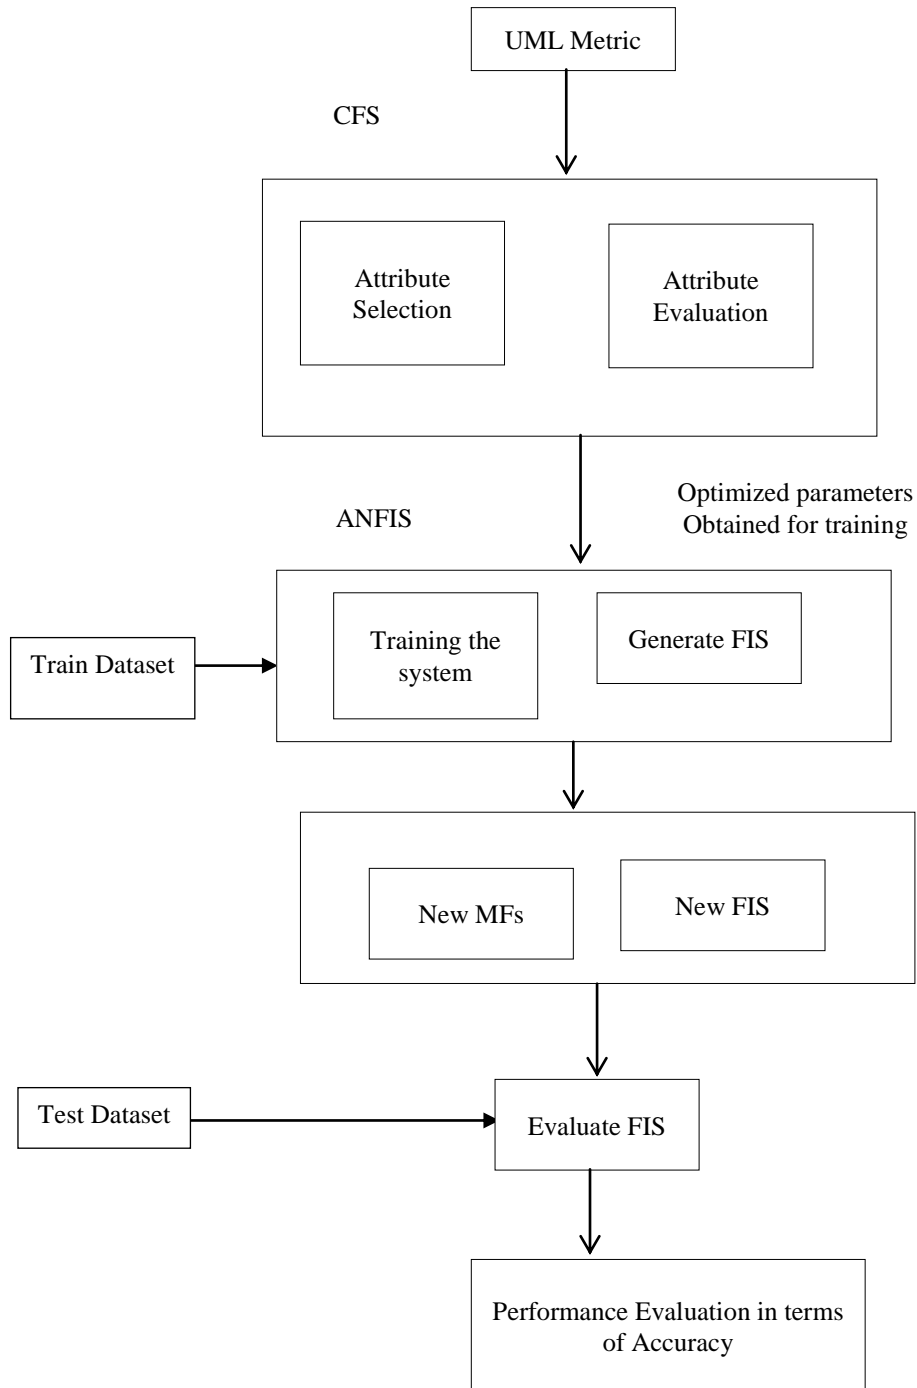 UML Metric
CFS
Attribute
Selection
Attribute
Evaluation
Optimized parameters
Obtained for training
ANFIS
Train Dataset
Training the
system
Generate FIS
New MFs
New FIS
Test Dataset
Evaluate FIS
Performance Evaluation in terms
of Accuracy